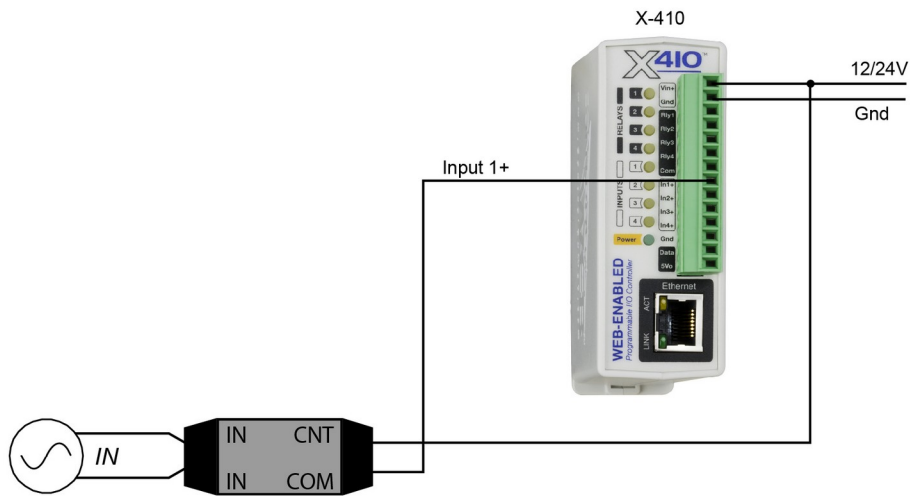 X-410
X410™
12/24V
Gnd
Input 1+
RELAYS
1
2
3
4
INPUTS
1
2
3
4
Power
Vin+
Gnd
Rly1
Rly2
Rly3
Rly4
Com
In1+
In2+
In3+
In4+
Gnd
Data
5Vo
WEB-ENABLED
Programmable I/O Controller
Ethernet
ACT
LINK
IN
IN CNT
IN COM